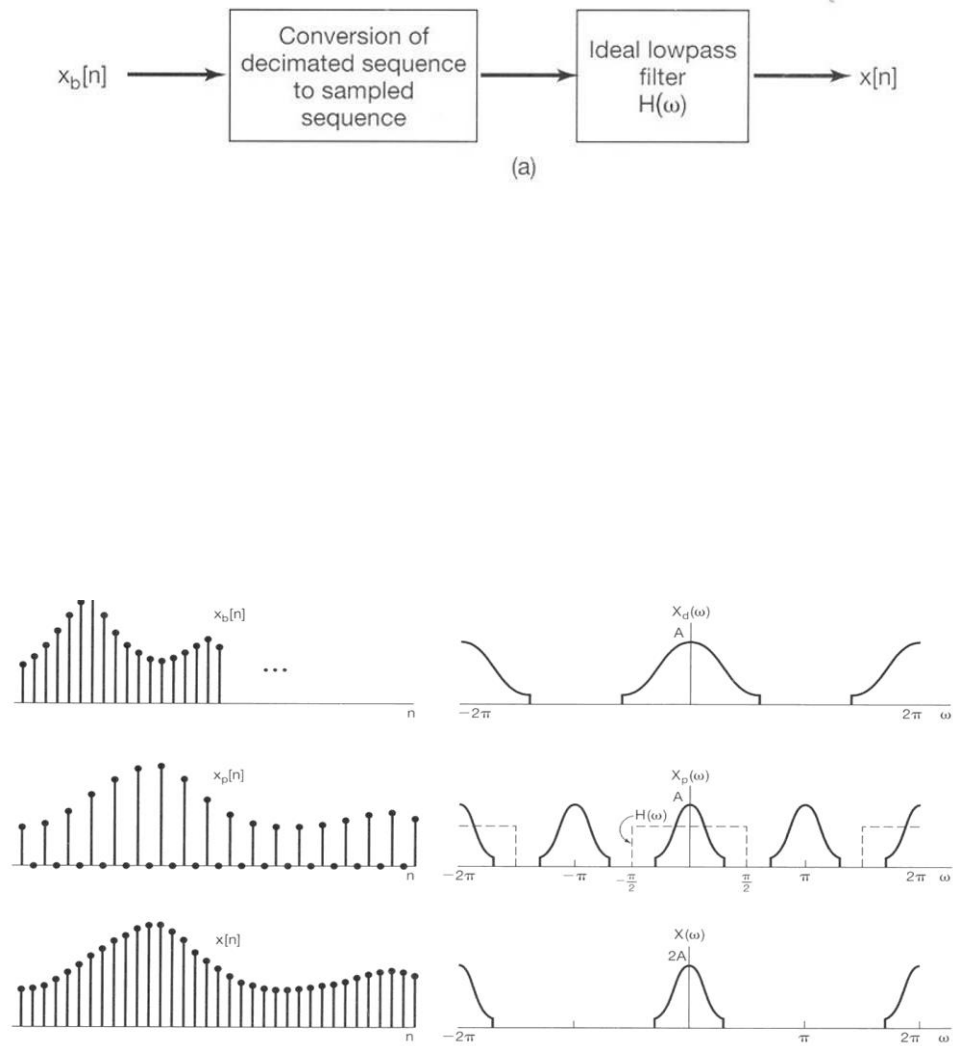 x_b[n]
Conversion of
decimated sequence
to sampled
sequence
Ideal lowpass
filter
H(ω)
x[n]
(a)
x_b[n]
...
n
X_d(ω)
A
−2π 2π ω
x_p[n]
n
X_p(ω)
A
H(ω)
−2π −π −π/2 π/2 π 2π ω
x[n]
n
X(ω)
2A
−2π π 2π ω